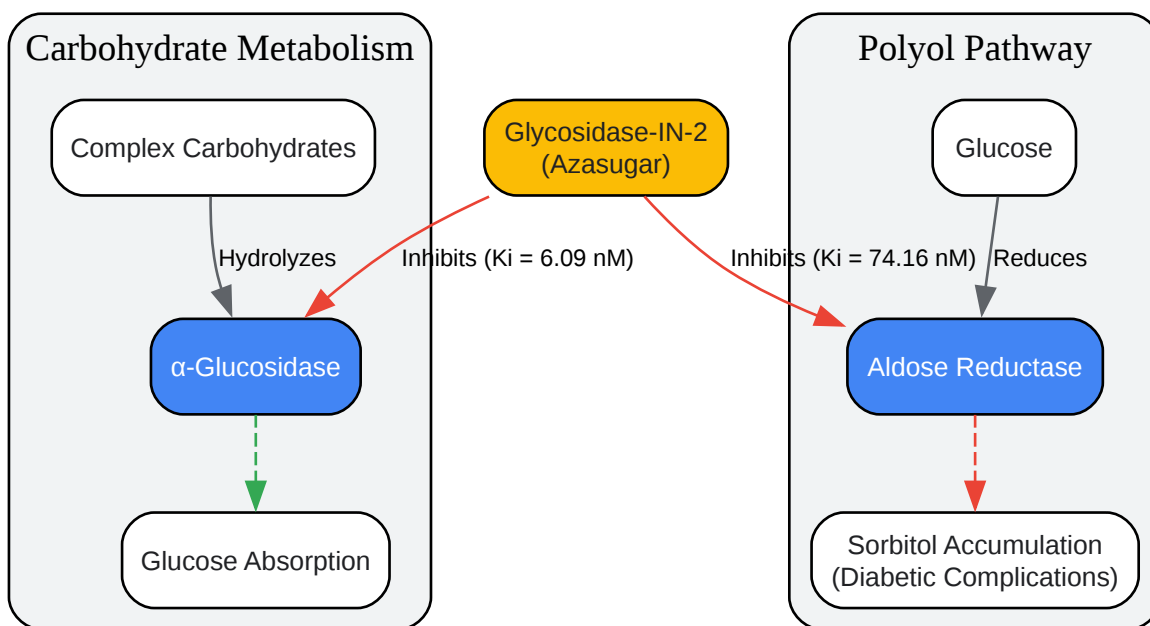 Carbohydrate Metabolism
Polyol Pathway
Complex Carbohydrates
Glycosidase-IN-2
(Azasugar)
Glucose
Hydrolyzes
Inhibits (Ki = 6.09 nM)
Inhibits (Ki = 74.16 nM)
Reduces
α-Glucosidase
Aldose Reductase
Glucose Absorption
Sorbitol Accumulation
(Diabetic Complications)